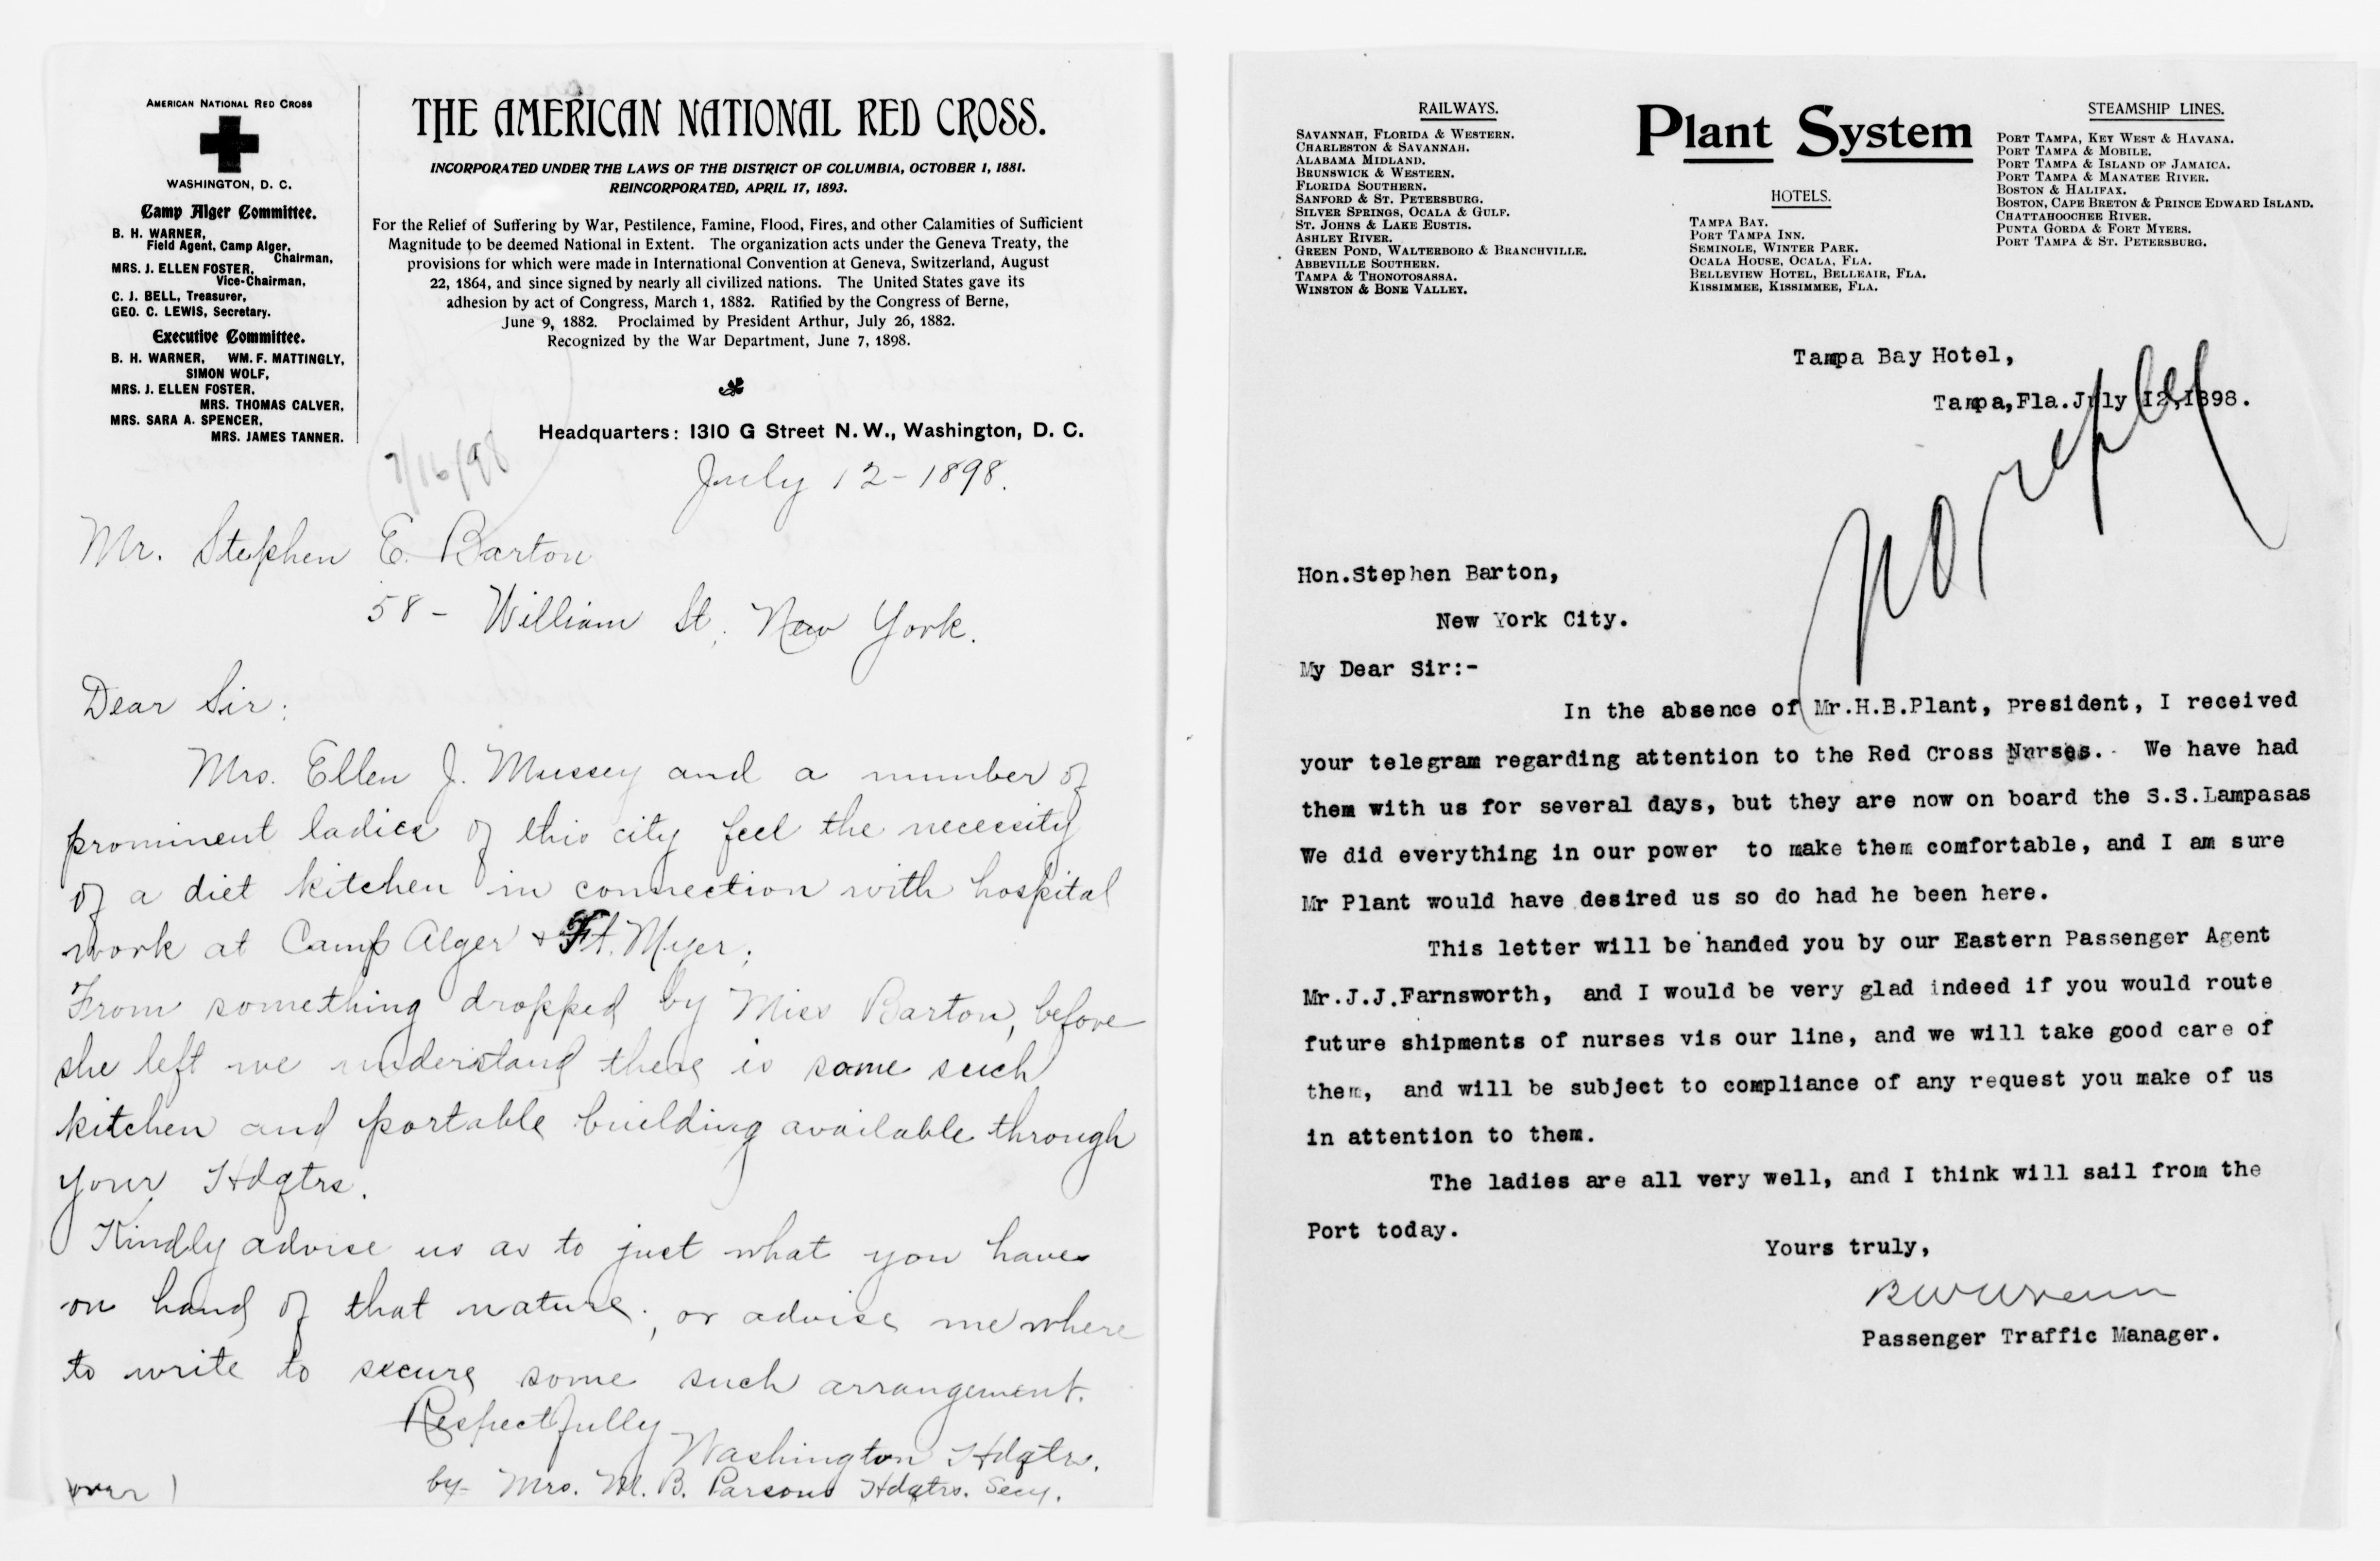 AMERICAN NATIONAL RED CROSS
WASHINGTON, D. C.
Camp Alger Committee.
B. H. WARNER,
Field Agent, Camp Alger,
Chairman,
MRS. J. ELLEN FOSTER,
Vice-Chairman,
C. J. BELL, Treasurer,
GEO. C. LEWIS, Secretary.
Executive Committee.
B. H. WARNER, WM. F. MATTINGLY,
SIMON WOLF,
MRS. J. ELLEN FOSTER,
MRS. THOMAS CALVER,
MRS. SARA A. SPENCER,
MRS. JAMES TANNER.
THE AMERICAN NATIONAL RED CROSS.
INCORPORATED UNDER THE LAWS OF THE DISTRICT OF COLUMBIA, OCTOBER 1, 1881.
REINCORPORATED, APRIL 17, 1893.
For the Relief of Suffering by War, Pestilence, Famine, Flood, Fires, and other Calamities of Sufficient
Magnitude to be deemed National in Extent. The organization acts under the Geneva Treaty, the
provisions for which were made in International Convention at Geneva, Switzerland, August
22, 1864, and since signed by nearly all civilized nations. The United States gave its
adhesion by act of Congress, March 1, 1882. Ratified by the Congress of Berne,
June 9, 1882. Proclaimed by President Arthur, July 26, 1882.
Recognized by the War Department, June 7, 1898.
Headquarters: 1310 G Street N. W., Washington, D. C.
7/16/98
July 12 - 1898.
Mr. Stephen E. Barton
58 - William St, New York.
Dear Sir:
Mrs. Ellen J. Mussey and a number of
prominent ladies of this city feel the necessity
of a diet kitchen in connection with hospital
work at Camp Alger & Ft. Myer;
From something dropped by Miss Barton, before
she left we understand there is some such
kitchen and portable building available through
your Hdqtrs.
Kindly advise us as to just what you have
on hand of that nature; or advise me where
to write to secure some such arrangement.
Respectfully
Washington Hdqtrs.
by- Mrs. M. B. Parsons Hdqtrs. Secy.
(over)
RAILWAYS.
SAVANNAH, FLORIDA & WESTERN.
CHARLESTON & SAVANNAH.
ALABAMA MIDLAND.
BRUNSWICK & WESTERN.
FLORIDA SOUTHERN.
SANFORD & ST. PETERSBURG.
SILVER SPRINGS, OCALA & GULF.
ST. JOHNS & LAKE EUSTIS.
ASHLEY RIVER.
GREEN POND, WALTERBORO & BRANCHVILLE.
ABBEVILLE SOUTHERN.
TAMPA & THONOTOSASSA.
WINSTON & BONE VALLEY.
Plant System
HOTELS.
TAMPA BAY.
PORT TAMPA INN.
SEMINOLE, WINTER PARK.
OCALA HOUSE, OCALA, FLA.
BELLEVIEW HOTEL, BELLEAIR, FLA.
KISSIMMEE, KISSIMMEE, FLA.
STEAMSHIP LINES.
PORT TAMPA, KEY WEST & HAVANA.
PORT TAMPA & MOBILE.
PORT TAMPA & ISLAND OF JAMAICA.
PORT TAMPA & MANATEE RIVER.
BOSTON & HALIFAX.
BOSTON, CAPE BRETON & PRINCE EDWARD ISLAND.
CHATTAHOOCHEE RIVER.
PUNTA GORDA & FORT MYERS.
PORT TAMPA & ST. PETERSBURG.
Tampa Bay Hotel,
Tampa,Fla.July 12,1898.
No reply
Hon.Stephen Barton,
New York City.
My Dear Sir:-
In the absence of Mr.H.B.Plant, President, I received
your telegram regarding attention to the Red Cross Nurses. We have had
them with us for several days, but they are now on board the S.S.Lampasas
We did everything in our power to make them comfortable, and I am sure
Mr Plant would have desired us so do had he been here.
This letter will be handed you by our Eastern Passenger Agent
Mr.J.J.Farnsworth, and I would be very glad indeed if you would route
future shipments of nurses vis our line, and we will take good care of
them, and will be subject to compliance of any request you make of us
in attention to them.
The ladies are all very well, and I think will sail from the
Port today.
Yours truly,
B W Wrenn
Passenger Traffic Manager.